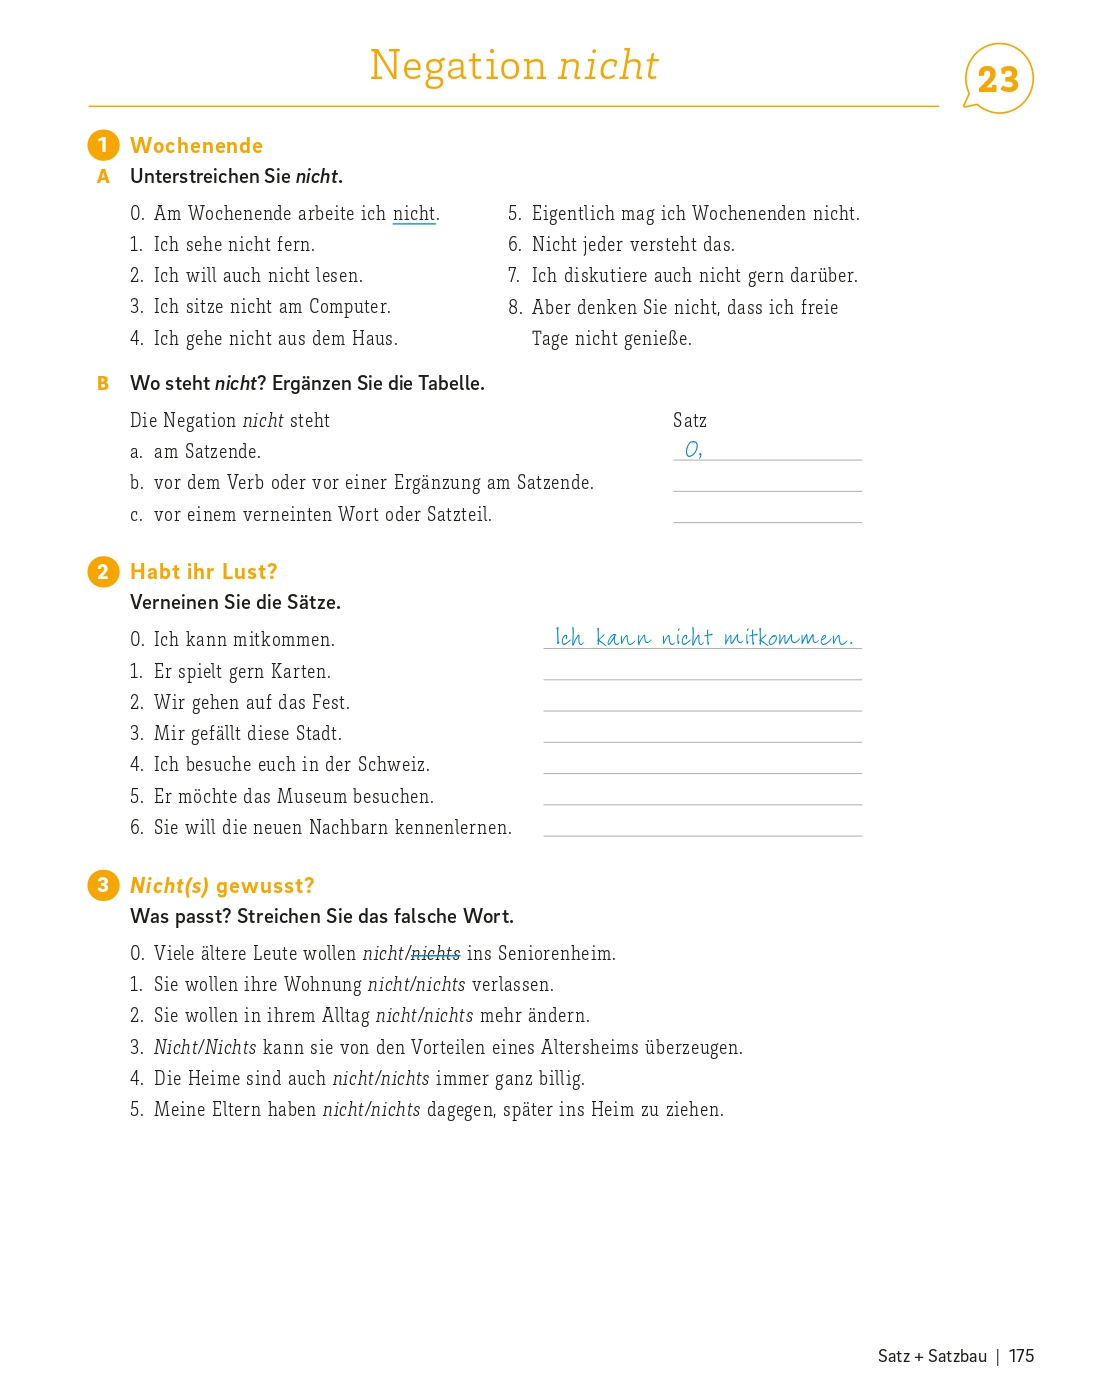 Negation nicht
23
1 Wochenende
A Unterstreichen Sie nicht.
0. Am Wochenende arbeite ich nicht.
1. Ich sehe nicht fern.
2. Ich will auch nicht lesen.
3. Ich sitze nicht am Computer.
4. Ich gehe nicht aus dem Haus.
5. Eigentlich mag ich Wochenenden nicht.
6. Nicht jeder versteht das.
7. Ich diskutiere auch nicht gern darüber.
8. Aber denken Sie nicht, dass ich freie
Tage nicht genieße.
B Wo steht nicht? Ergänzen Sie die Tabelle.
Die Negation nicht steht Satz
a. am Satzende. 0,
b. vor dem Verb oder vor einer Ergänzung am Satzende.
c. vor einem verneinten Wort oder Satzteil.
2 Habt ihr Lust?
Verneinen Sie die Sätze.
0. Ich kann mitkommen. Ich kann nicht mitkommen.
1. Er spielt gern Karten.
2. Wir gehen auf das Fest.
3. Mir gefällt diese Stadt.
4. Ich besuche euch in der Schweiz.
5. Er möchte das Museum besuchen.
6. Sie will die neuen Nachbarn kennenlernen.
3 Nicht(s) gewusst?
Was passt? Streichen Sie das falsche Wort.
0. Viele ältere Leute wollen nicht/nichts ins Seniorenheim.
1. Sie wollen ihre Wohnung nicht/nichts verlassen.
2. Sie wollen in ihrem Alltag nicht/nichts mehr ändern.
3. Nicht/Nichts kann sie von den Vorteilen eines Altersheims überzeugen.
4. Die Heime sind auch nicht/nichts immer ganz billig.
5. Meine Eltern haben nicht/nichts dagegen, später ins Heim zu ziehen.
Satz + Satzbau | 175